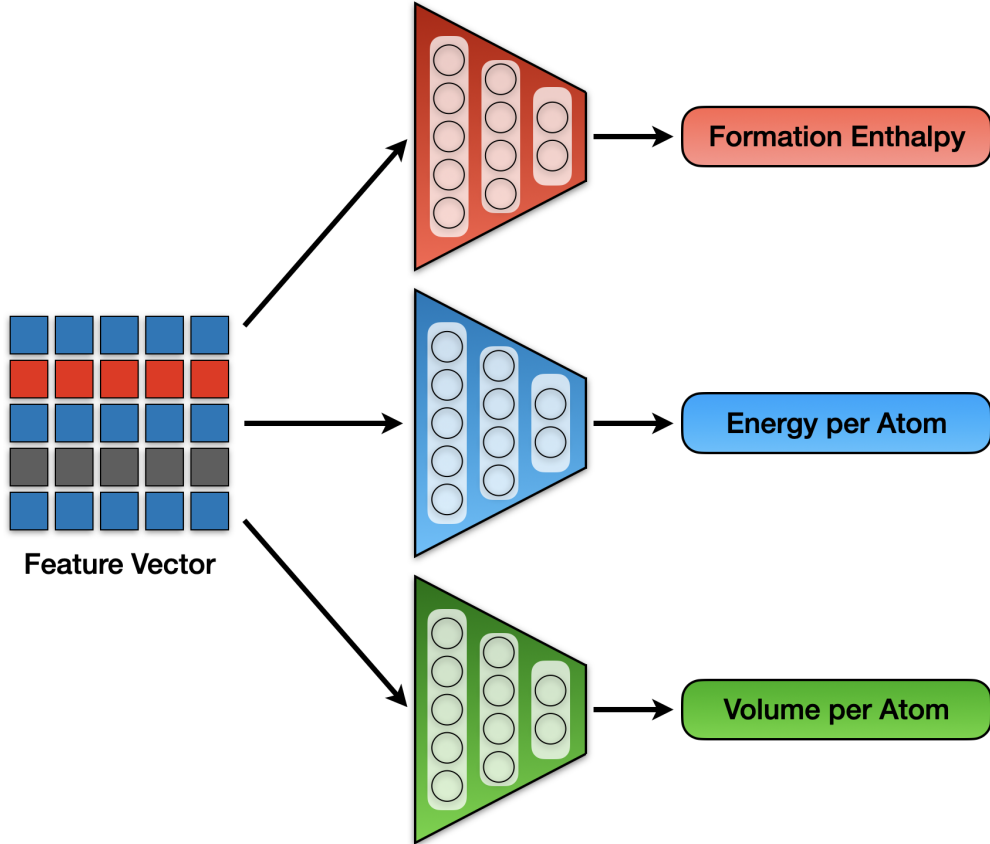 Formation Enthalpy
Energy per Atom
Feature Vector
Volume per Atom